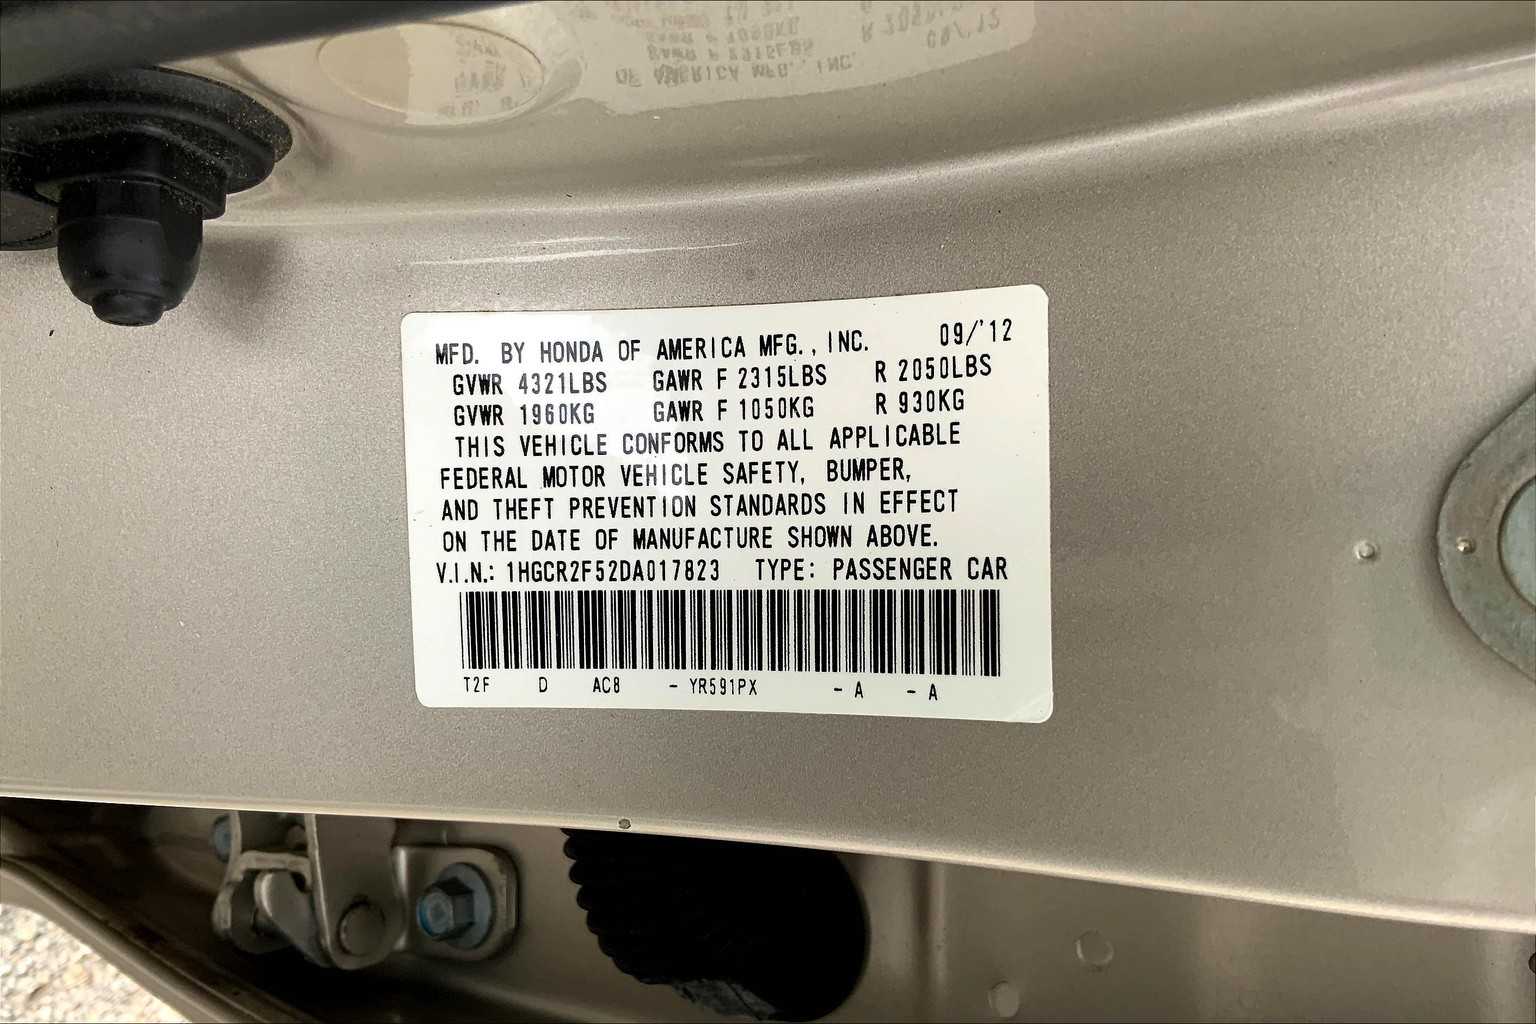 MFD. BY HONDA OF AMERICA MFG., INC. 09/'12
GVWR 4321LBS GAWR F 2315LBS R 2050LBS
GVWR 1960KG GAWR F 1050KG R 930KG
THIS VEHICLE CONFORMS TO ALL APPLICABLE
FEDERAL MOTOR VEHICLE SAFETY, BUMPER,
AND THEFT PREVENTION STANDARDS IN EFFECT
ON THE DATE OF MANUFACTURE SHOWN ABOVE.
V.I.N.: 1HGCR2F52DA017823 TYPE: PASSENGER CAR
T2F D AC8 - YR591PX - A - A